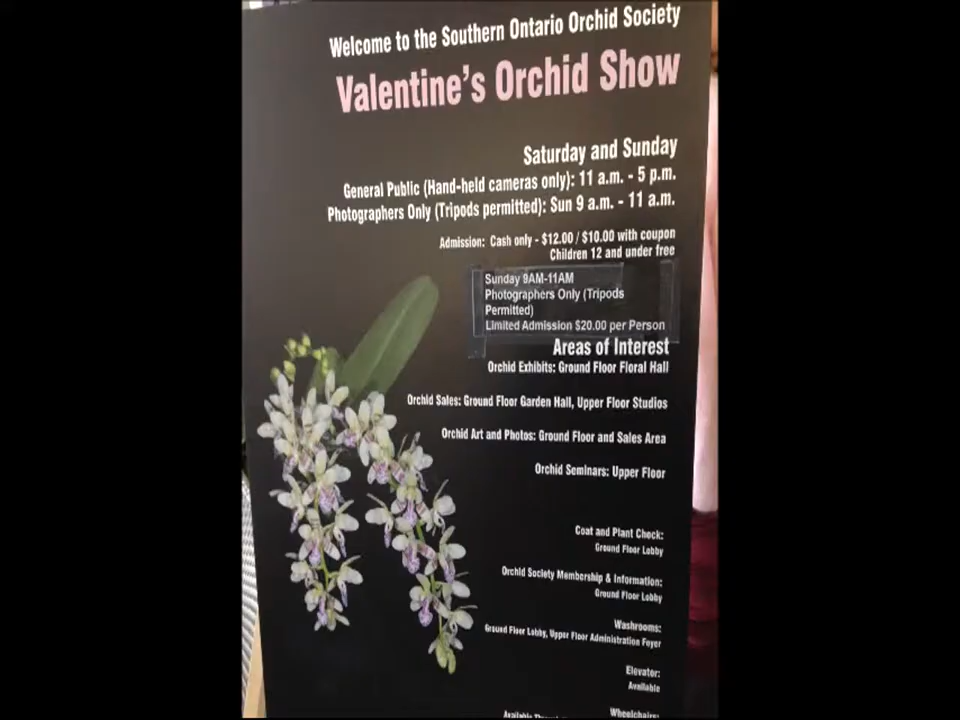 Welcome to the Southern Ontario Orchid Society
Valentine's Orchid Show
Saturday and Sunday
General Public (Hand-held cameras only): 11 a.m. - 5 p.m.
Photographers Only (Tripods permitted): Sun 9 a.m. - 11 a.m.
Admission: Cash only - $12.00 / $10.00 with coupon
Children 12 and under free
Sunday 9AM-11AM
Photographers Only (Tripods
Permitted)
Limited Admission $20.00 per Person
Areas of Interest
Orchid Exhibits: Ground Floor Floral Hall
Orchid Sales: Ground Floor Garden Hall, Upper Floor Studios
Orchid Art and Photos: Ground Floor and Sales Area
Orchid Seminars: Upper Floor
Coat and Plant Check:
Ground Floor Lobby
Orchid Society Membership & Information:
Ground Floor Lobby
Washrooms:
Ground Floor Lobby, Upper Floor Administration Foyer
Elevator:
Available
Wheelchairs:
Available